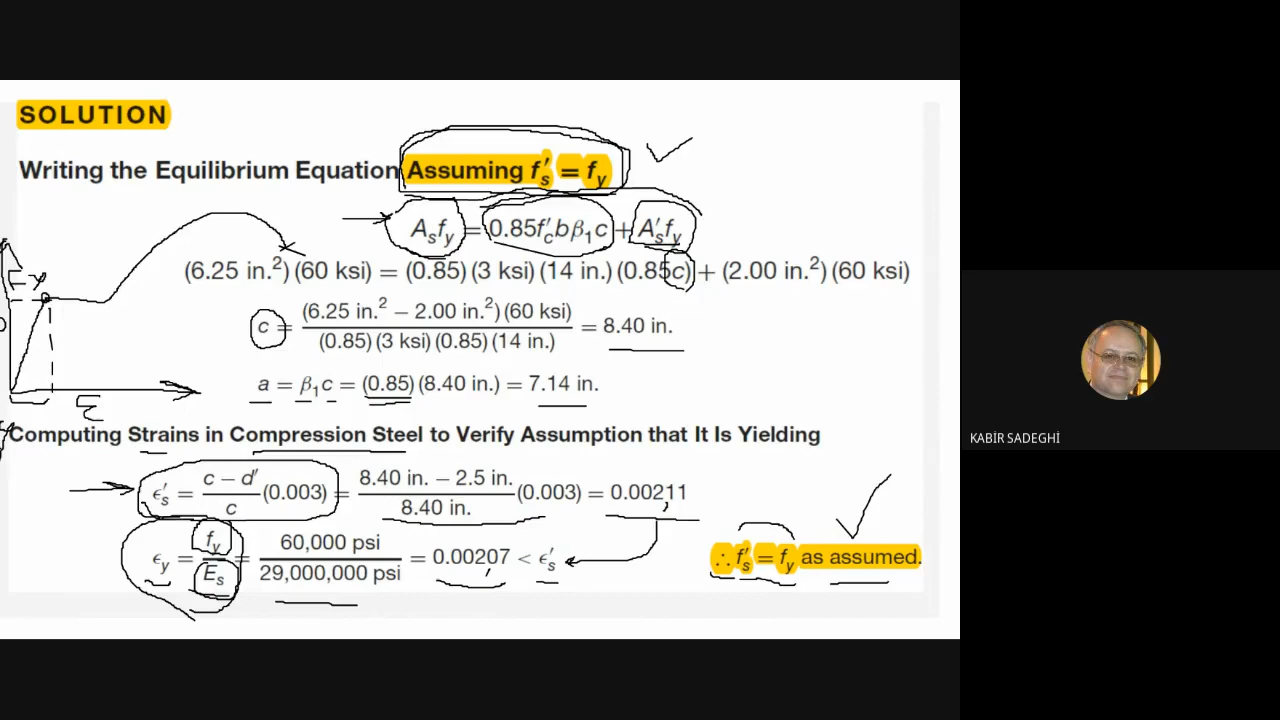 SOLUTION
Writing the Equilibrium Equation Assuming f′s = fy
Asfy = 0.85f′cbβ1c + A′sfy
(6.25 in.²)(60 ksi) = (0.85)(3 ksi)(14 in.)(0.85c) + (2.00 in.²)(60 ksi)
c = (6.25 in.² − 2.00 in.²)(60 ksi) / (0.85)(3 ksi)(0.85)(14 in.) = 8.40 in.
a = β1c = (0.85)(8.40 in.) = 7.14 in.
Computing Strains in Compression Steel to Verify Assumption that It Is Yielding
ϵ′s = c − d′ / c (0.003) = 8.40 in. − 2.5 in. / 8.40 in. (0.003) = 0.00211
ϵy = fy / Es = 60,000 psi / 29,000,000 psi = 0.00207 < ϵ′s
∴ f′s = fy as assumed.
KABİR SADEGHİ